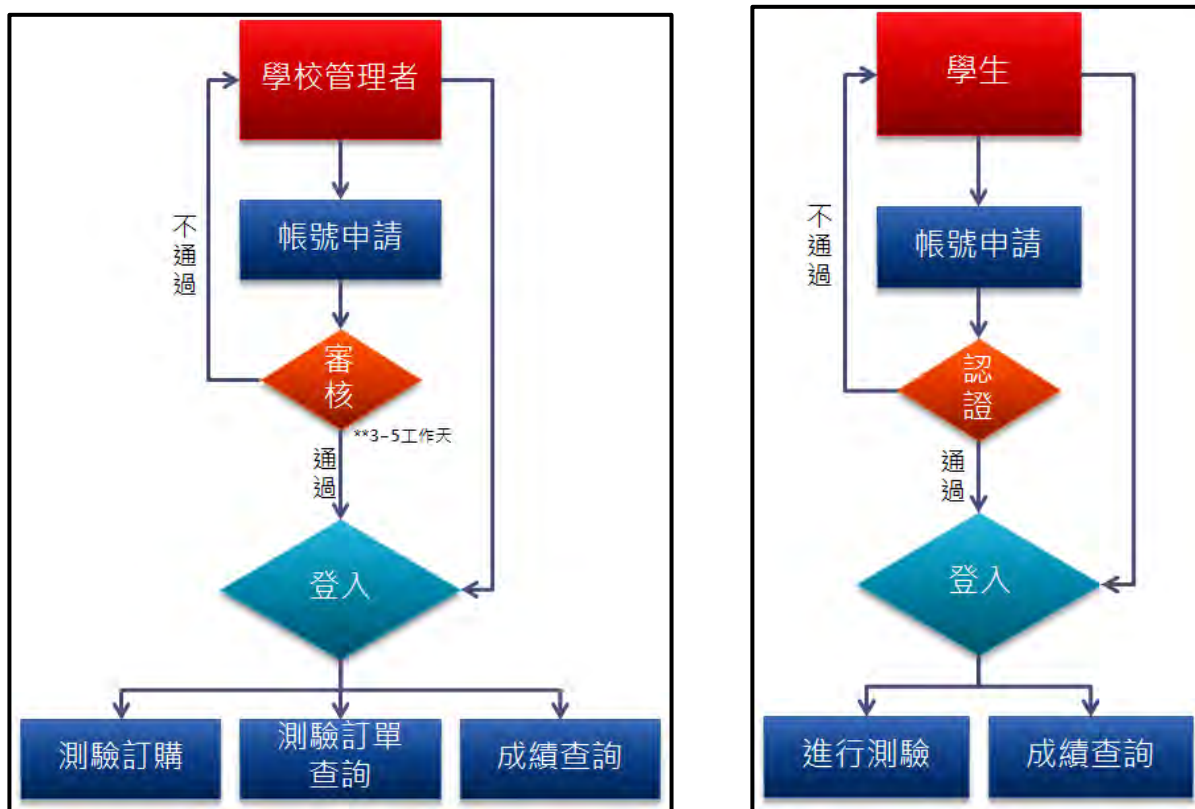 學校管理者
帳號申請
不通過
審核
**3-5工作天
通過
登入
測驗訂購
測驗訂單
查詢
成績查詢
學生
帳號申請
不通過
認證
通過
登入
進行測驗
成績查詢